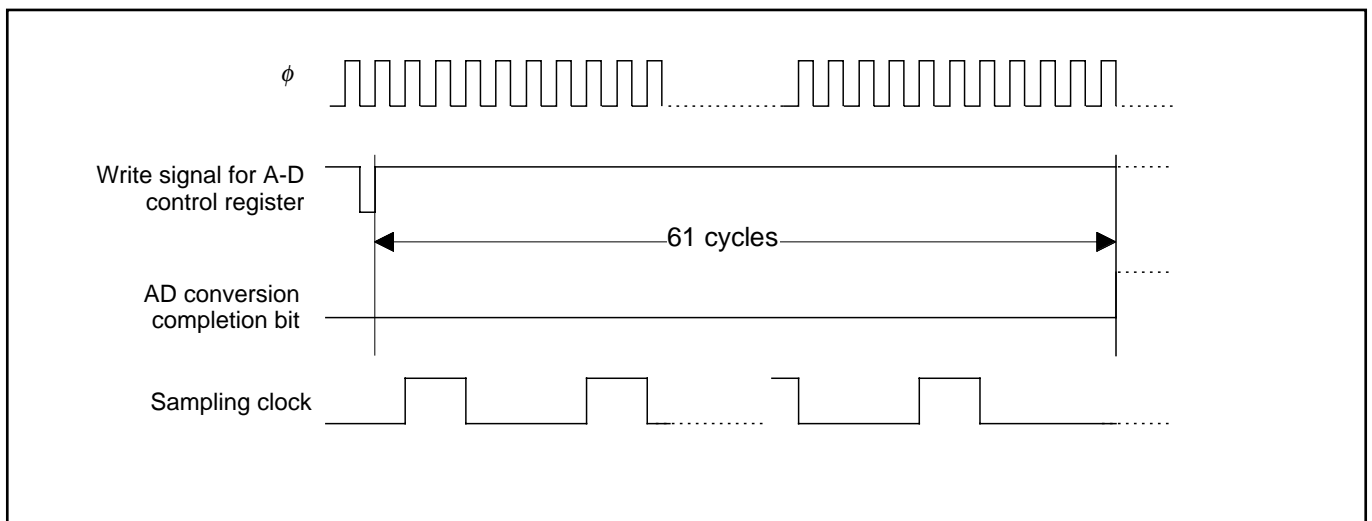 ϕ
Write signal for A-D
control register
61 cycles
AD conversion
completion bit
Sampling clock